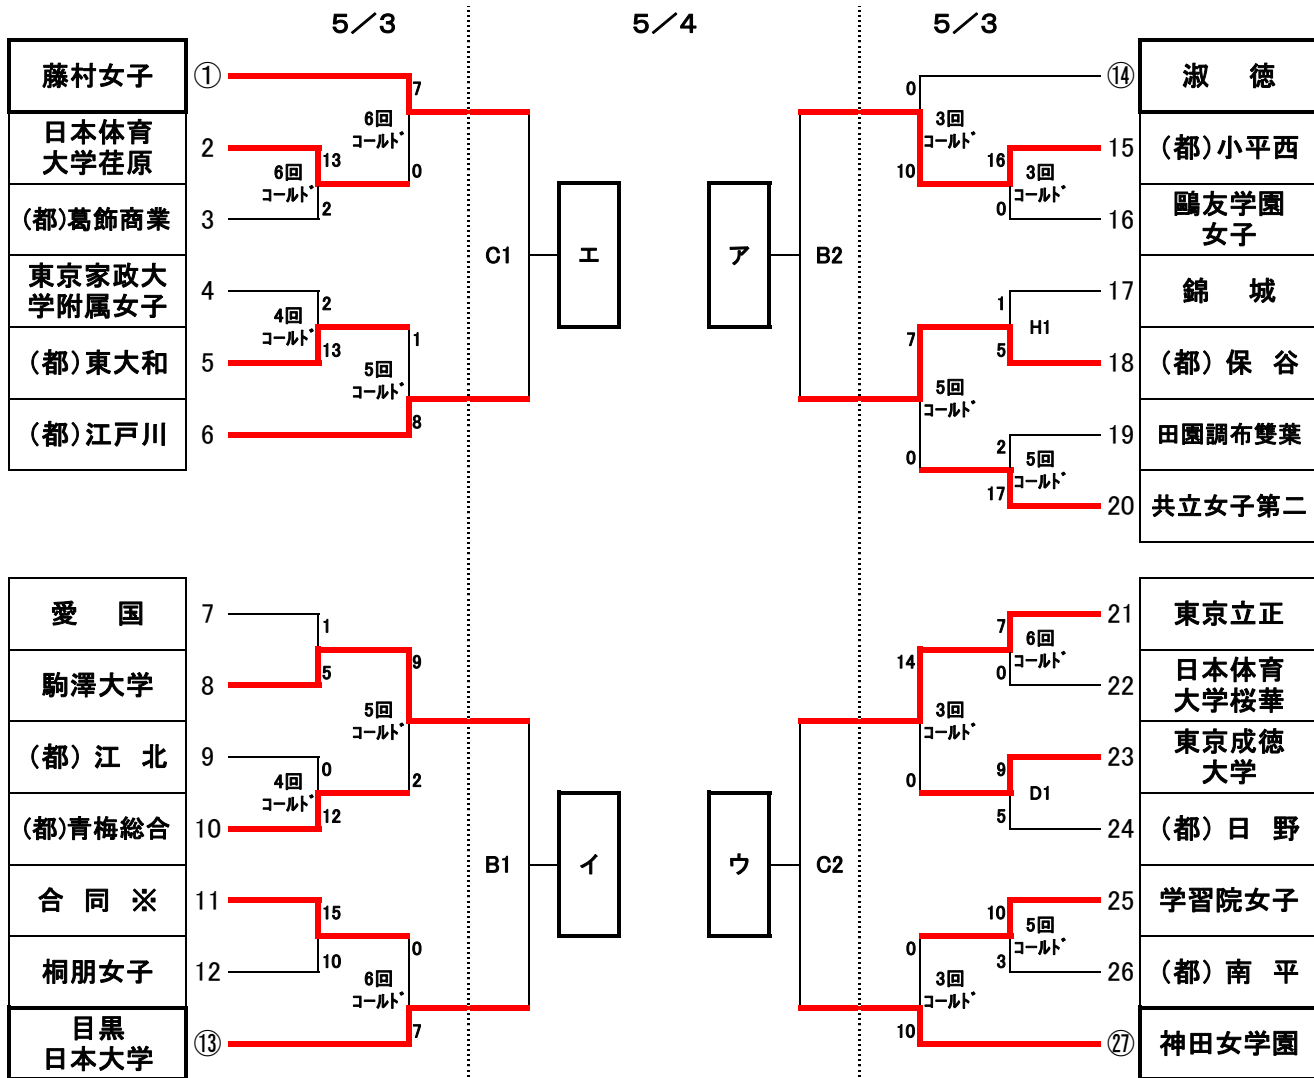 5／3
5／4
5／3
藤村女子
①
7
6回
コールド
日本体育
大学荏原
2
13
6回
コールド
0
(都)葛飾商業
3
2
C1
エ
東京家政大
学附属女子
4
2
4回
コールド
(都)東大和
5
13
1
5回
コールド
(都)江戸川
6
8
愛　国
7
1
駒澤大学
8
5
9
5回
コールド
(都) 江　北
9
0
4回
コールド
2
(都)青梅総合
10
12
B1
イ
合　同　※
11
15
0
桐朋女子
12
10
6回
コールド
目黒
日本大学
⑬
7
淑　徳
⑭
0
3回
コールド
(都)小平西
15
16
10
3回
コールド
鷗友学園
女子
16
0
ア
B2
錦　城
17
1
H1
(都) 保　谷
18
5
7
5回
コールド
田園調布雙葉
19
2
0
5回
コールド
共立女子第二
20
17
東京立正
21
7
6回
コールド
14
日本体育
大学桜華
22
0
3回
コールド
東京成徳
大学
23
9
0
D1
(都) 日　野
24
5
ウ
C2
学習院女子
25
10
5回
コールド
0
(都) 南　平
26
3
3回
コールド
神田女学園
㉗
10